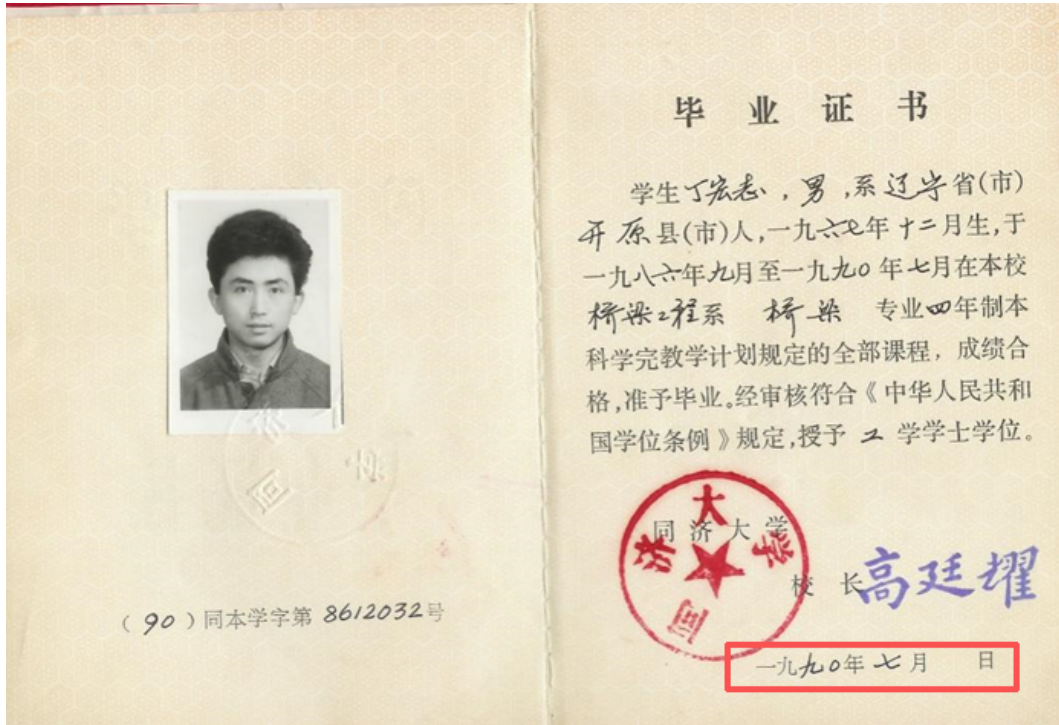 （90）同本学字第 8612032号
毕 业 证 书
学生丁宏志，男，系辽宁省(市)
开原县(市)人，一九六七年十二月生，于
一九八六年九月至一九九〇年七月在本校
桥梁工程系 桥梁 专业四年制本
科学完教学计划规定的全部课程，成绩合
格，准予毕业。经审核符合《中华人民共和
国学位条例》规定，授予 工 学学士学位。
同济大学
同济大学
校 长 高廷耀
一九九〇年七月 日